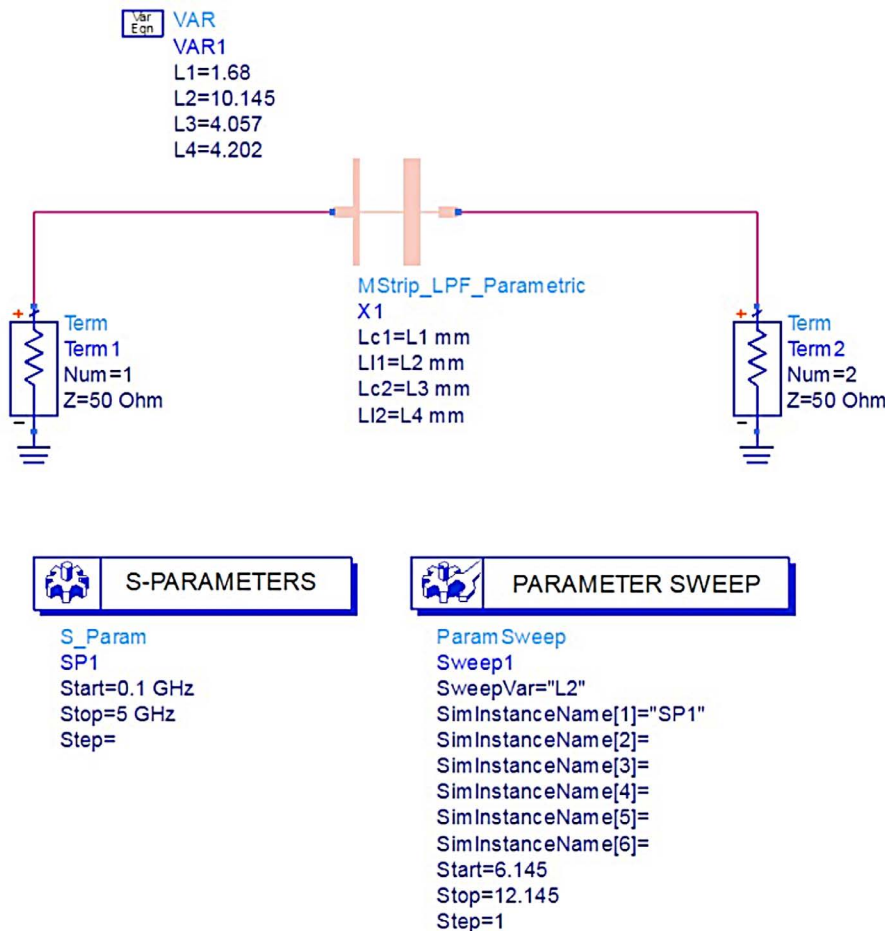 Var
Eqn
VAR
VAR1
L1=1.68
L2=10.145
L3=4.057
L4=4.202
MStrip_LPF_Parametric
X1
Lc1=L1 mm
Ll1=L2 mm
Lc2=L3 mm
Ll2=L4 mm
+
Term
Term1
Num=1
Z=50 Ohm
-
+
Term
Term2
Num=2
Z=50 Ohm
-
S-PARAMETERS
S_Param
SP1
Start=0.1 GHz
Stop=5 GHz
Step=
PARAMETER SWEEP
ParamSweep
Sweep1
SweepVar="L2"
SimInstanceName[1]="SP1"
SimInstanceName[2]=
SimInstanceName[3]=
SimInstanceName[4]=
SimInstanceName[5]=
SimInstanceName[6]=
Start=6.145
Stop=12.145
Step=1